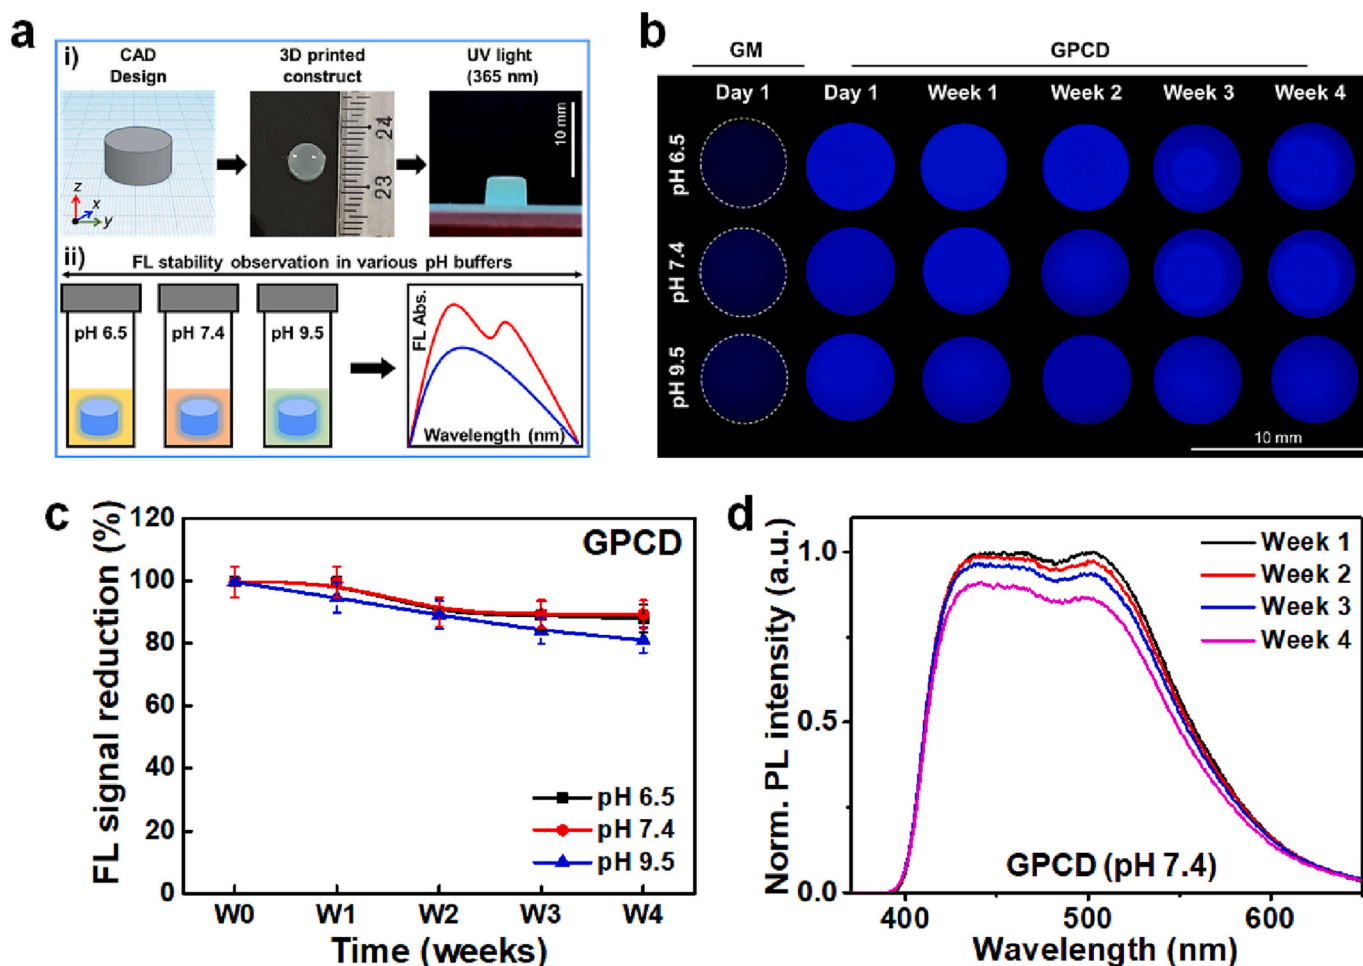 a
i)
CAD
Design
3D printed
construct
UV light
(365 nm)
z
x
y
24
23
10 mm
ii)
FL stability observation in various pH buffers
pH 6.5
pH 7.4
pH 9.5
FL Abs.
Wavelength (nm)
b
GM
GPCD
Day 1
Day 1
Week 1
Week 2
Week 3
Week 4
pH 6.5
pH 7.4
pH 9.5
10 mm
c
FL signal reduction (%)
120
100
80
60
40
20
0
GPCD
pH 6.5
pH 7.4
pH 9.5
W0 W1 W2 W3 W4
Time (weeks)
d
Norm. PL intensity (a.u.)
1.0
0.5
0.0
Week 1
Week 2
Week 3
Week 4
GPCD (pH 7.4)
400 500 600
Wavelength (nm)